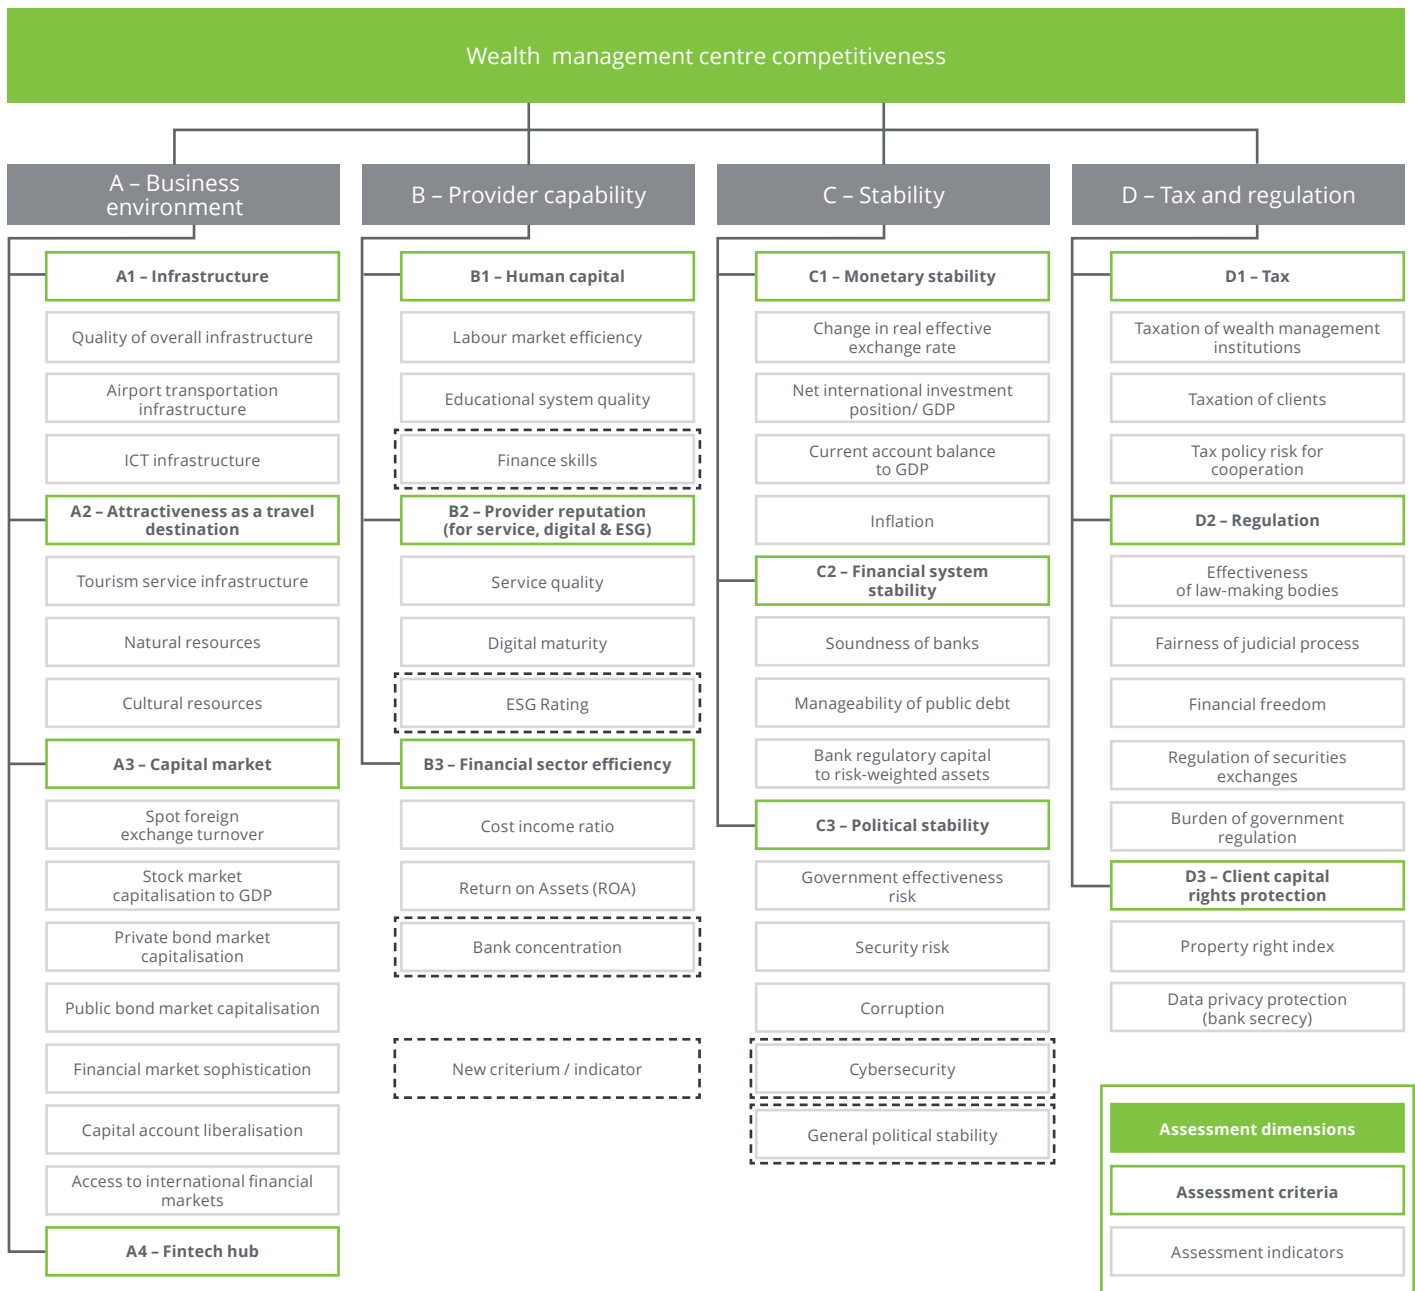 Wealth management centre competitiveness
A – Business
environment
A1 – Infrastructure
Quality of overall infrastructure
Airport transportation
infrastructure
ICT infrastructure
A2 – Attractiveness as a travel
destination
Tourism service infrastructure
Natural resources
Cultural resources
A3 – Capital market
Spot foreign
exchange turnover
Stock market
capitalisation to GDP
Private bond market
capitalisation
Public bond market capitalisation
Financial market sophistication
Capital account liberalisation
Access to international financial
markets
A4 – Fintech hub
B – Provider capability
B1 – Human capital
Labour market efficiency
Educational system quality
Finance skills
B2 – Provider reputation
(for service, digital & ESG)
Service quality
Digital maturity
ESG Rating
B3 – Financial sector efficiency
Cost income ratio
Return on Assets (ROA)
Bank concentration
New criterium / indicator
C – Stability
C1 – Monetary stability
Change in real effective
exchange rate
Net international investment
position/ GDP
Current account balance
to GDP
Inflation
C2 – Financial system
stability
Soundness of banks
Manageability of public debt
Bank regulatory capital
to risk-weighted assets
C3 – Political stability
Government effectiveness
risk
Security risk
Corruption
Cybersecurity
General political stability
D – Tax and regulation
D1 – Tax
Taxation of wealth management
institutions
Taxation of clients
Tax policy risk for
cooperation
D2 – Regulation
Effectiveness
of law-making bodies
Fairness of judicial process
Financial freedom
Regulation of securities
exchanges
Burden of government
regulation
D3 – Client capital
rights protection
Property right index
Data privacy protection
(bank secrecy)
Assessment dimensions
Assessment criteria
Assessment indicators